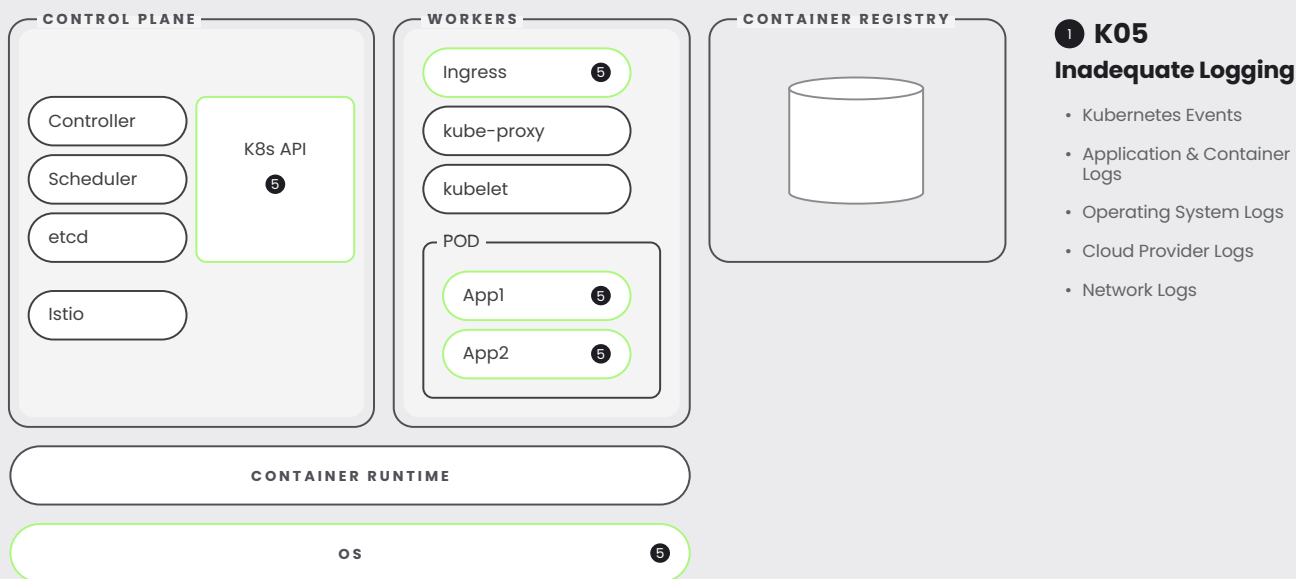 CONTROL PLANE
Controller
Scheduler
etcd
Istio
K8s API
5
WORKERS
Ingress 5
kube-proxy
kubelet
POD
App1 5
App2 5
CONTAINER REGISTRY
CONTAINER RUNTIME
OS 5
1 K05
Inadequate Logging
• Kubernetes Events
• Application & Container
Logs
• Operating System Logs
• Cloud Provider Logs
• Network Logs